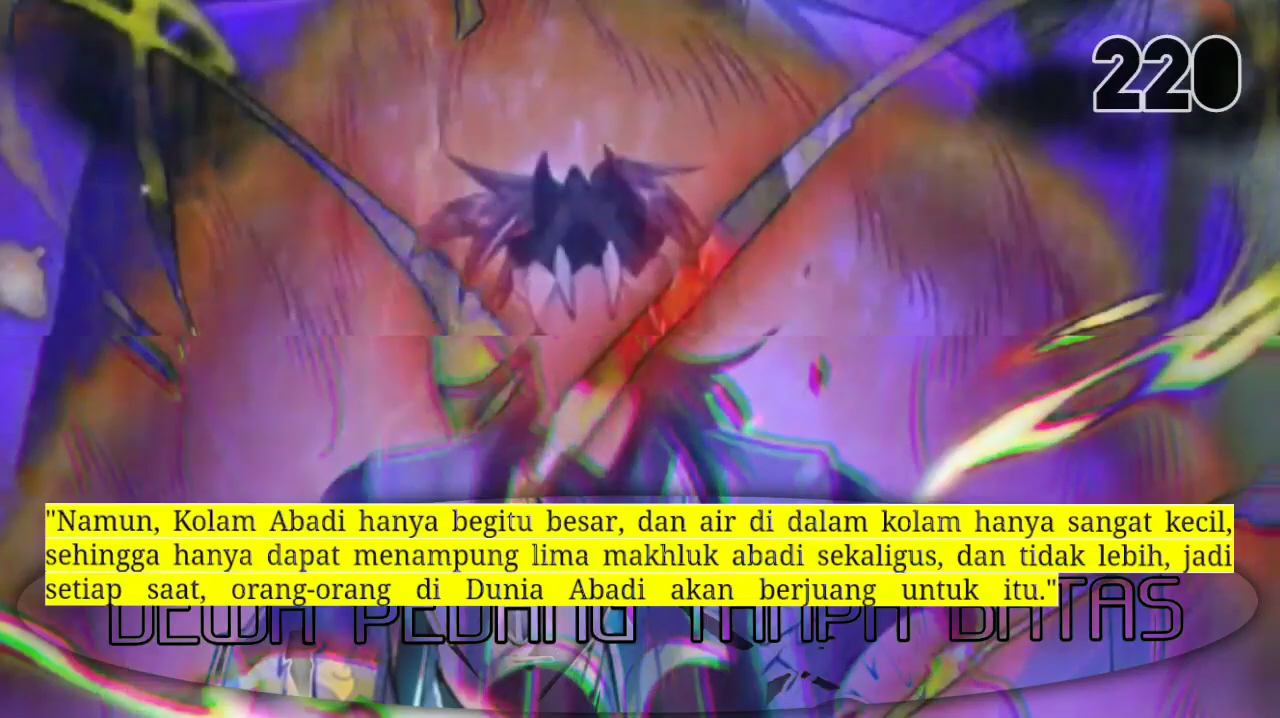 220
"Namun, Kolam Abadi hanya begitu besar, dan air di dalam kolam hanya sangat kecil,
sehingga hanya dapat menampung lima makhluk abadi sekaligus, dan tidak lebih, jadi
setiap saat, orang-orang di Dunia Abadi akan berjuang untuk itu."
DEWA PEDANG TANPA BATAS